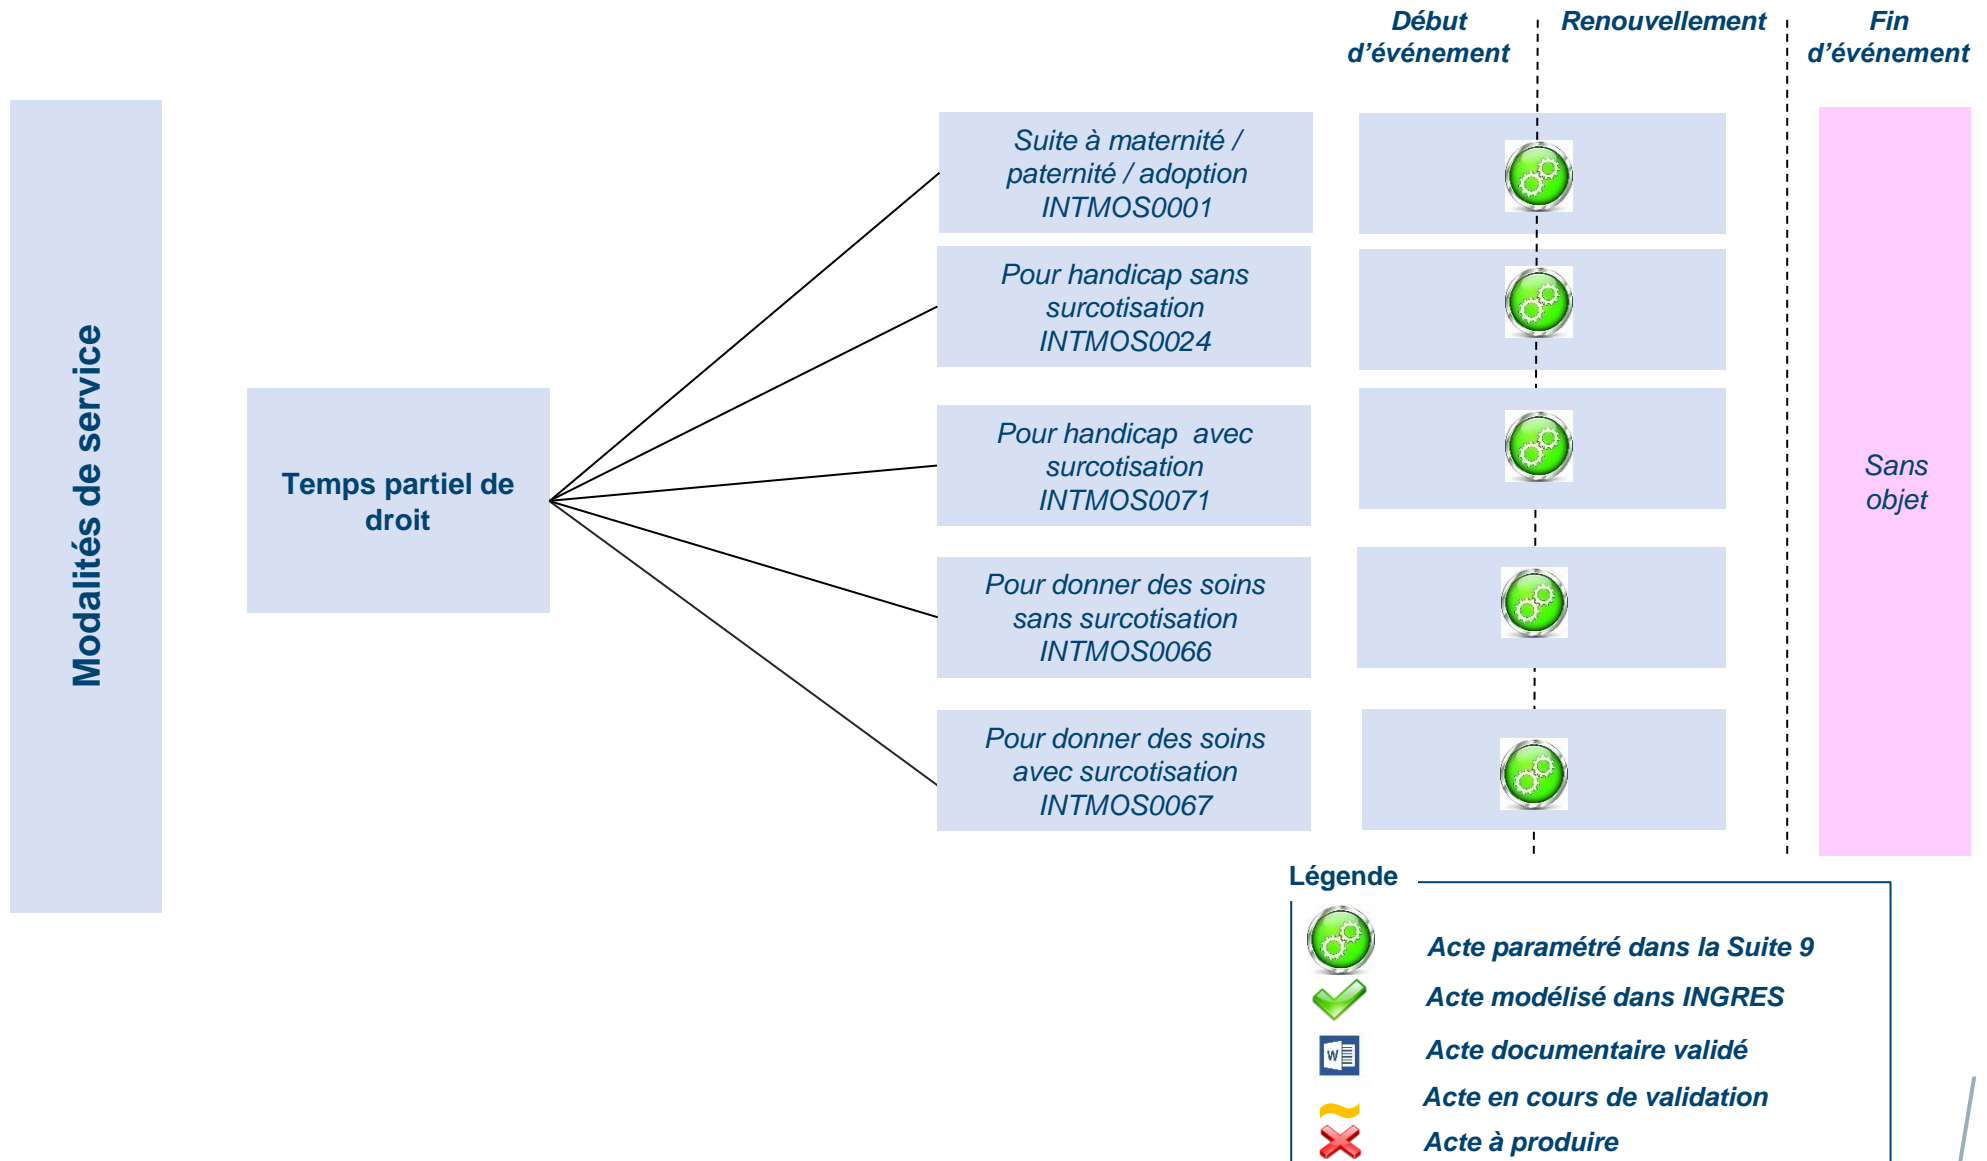 Début
d'événement
Renouvellement
Fin
d'événement
Modalités de service
Temps partiel de
droit
Suite à maternité /
paternité / adoption
INTMOS0001
Pour handicap sans
surcotisation
INTMOS0024
Pour handicap  avec
surcotisation
INTMOS0071
Pour donner des soins
sans surcotisation
INTMOS0066
Pour donner des soins
avec surcotisation
INTMOS0067
Sans
objet
Légende
Acte paramétré dans la Suite 9
Acte modélisé dans INGRES
W
Acte documentaire validé
Acte en cours de validation
Acte à produire